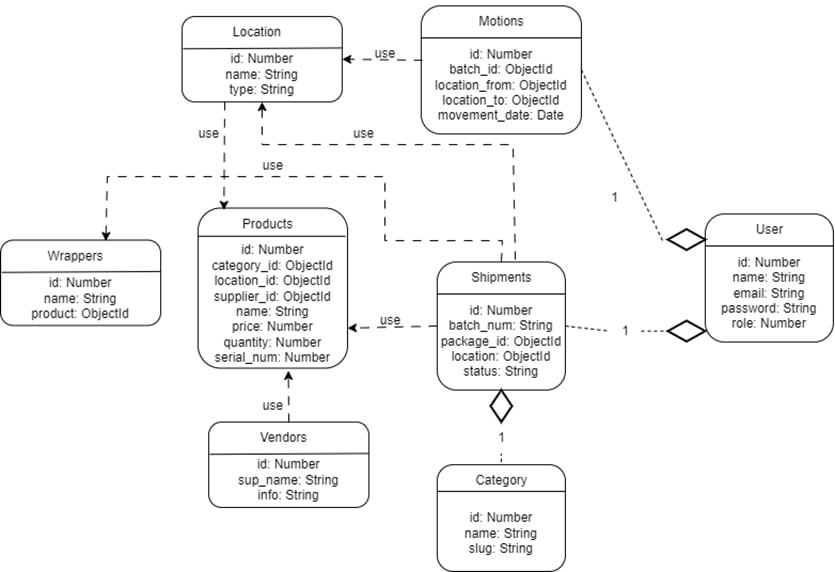 Location
id: Number
name: String
type: String
use
Motions
id: Number
batch_id: ObjectId
location_from: ObjectId
location_to: ObjectId
movement_date: Date
use
use
use
1
Wrappers
id: Number
name: String
product: ObjectId
Products
id: Number
category_id: ObjectId
location_id: ObjectId
supplier_id: ObjectId
name: String
price: Number
quantity: Number
serial_num: Number
use
Shipments
id: Number
batch_num: String
package_id: ObjectId
location: ObjectId
status: String
1
User
id: Number
name: String
email: String
password: String
role: Number
use
Vendors
id: Number
sup_name: String
info: String
1
Category
id: Number
name: String
slug: String